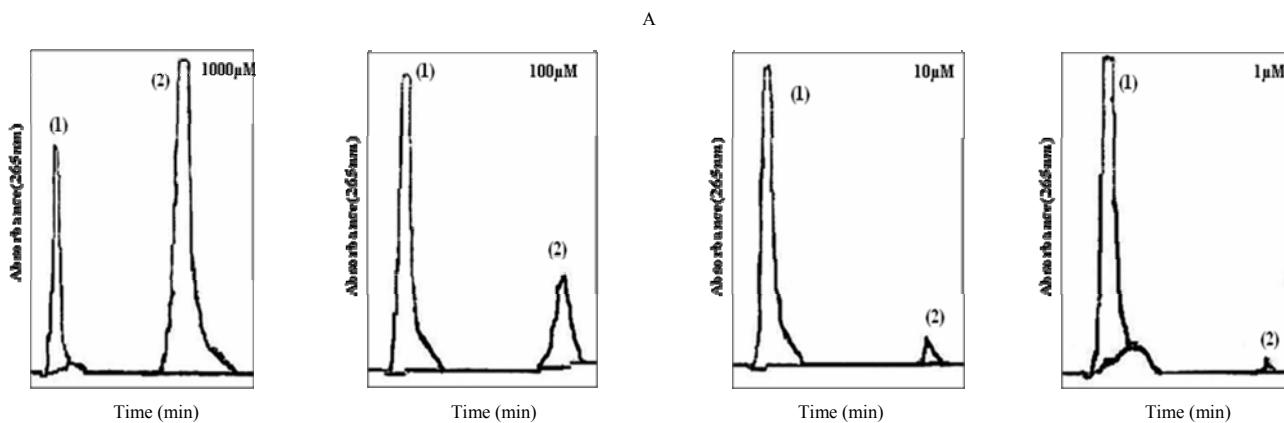 A
1000µM
(2)
(1)
Absorbance(265nm)
Time (min)
100µM
(1)
(2)
Absorbance(265nm)
Time (min)
10µM
(1)
(2)
Absorbance(265nm)
Time (min)
1µM
(1)
(2)
Absorbance(265nm)
Time (min)